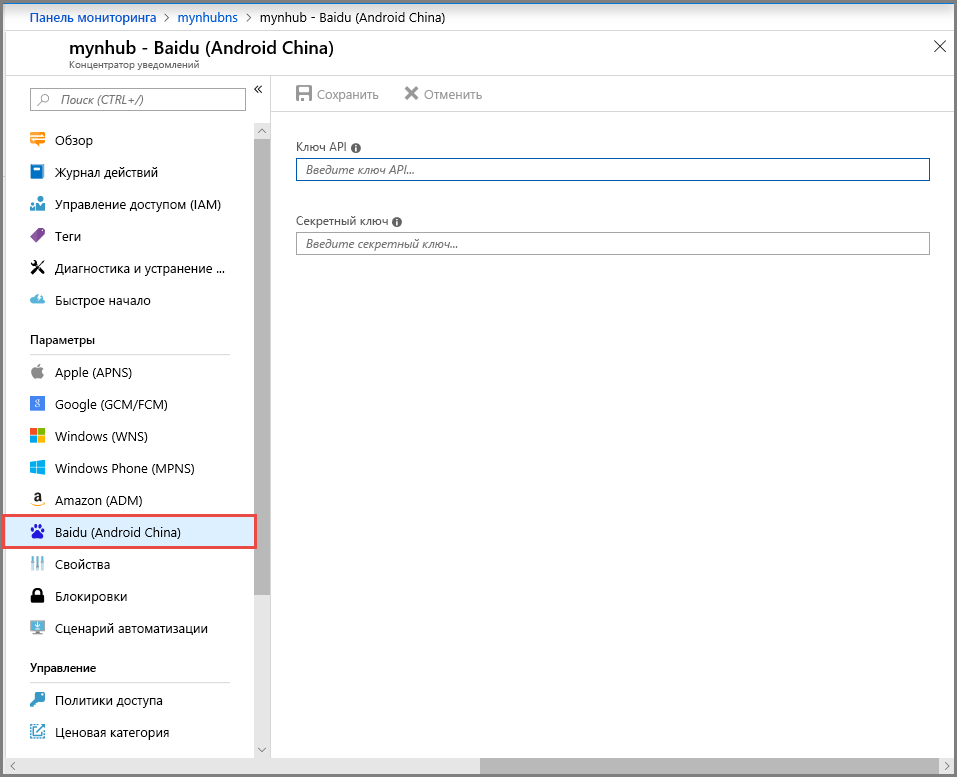 Панель мониторинга > mynhubns > mynhub - Baidu (Android China)
mynhub - Baidu (Android China)
Концентратор уведомлений
Поиск (CTRL+/)
Обзор
Журнал действий
Управление доступом (IAM)
Теги
Диагностика и устранение ...
Быстрое начало
Параметры
Apple (APNS)
Google (GCM/FCM)
Windows (WNS)
Windows Phone (MPNS)
Amazon (ADM)
Baidu (Android China)
Свойства
Блокировки
Сценарий автоматизации
Управление
Политики доступа
Ценовая категория
Сохранить Отменить
Ключ API
Введите ключ API...
Секретный ключ
Введите секретный ключ...